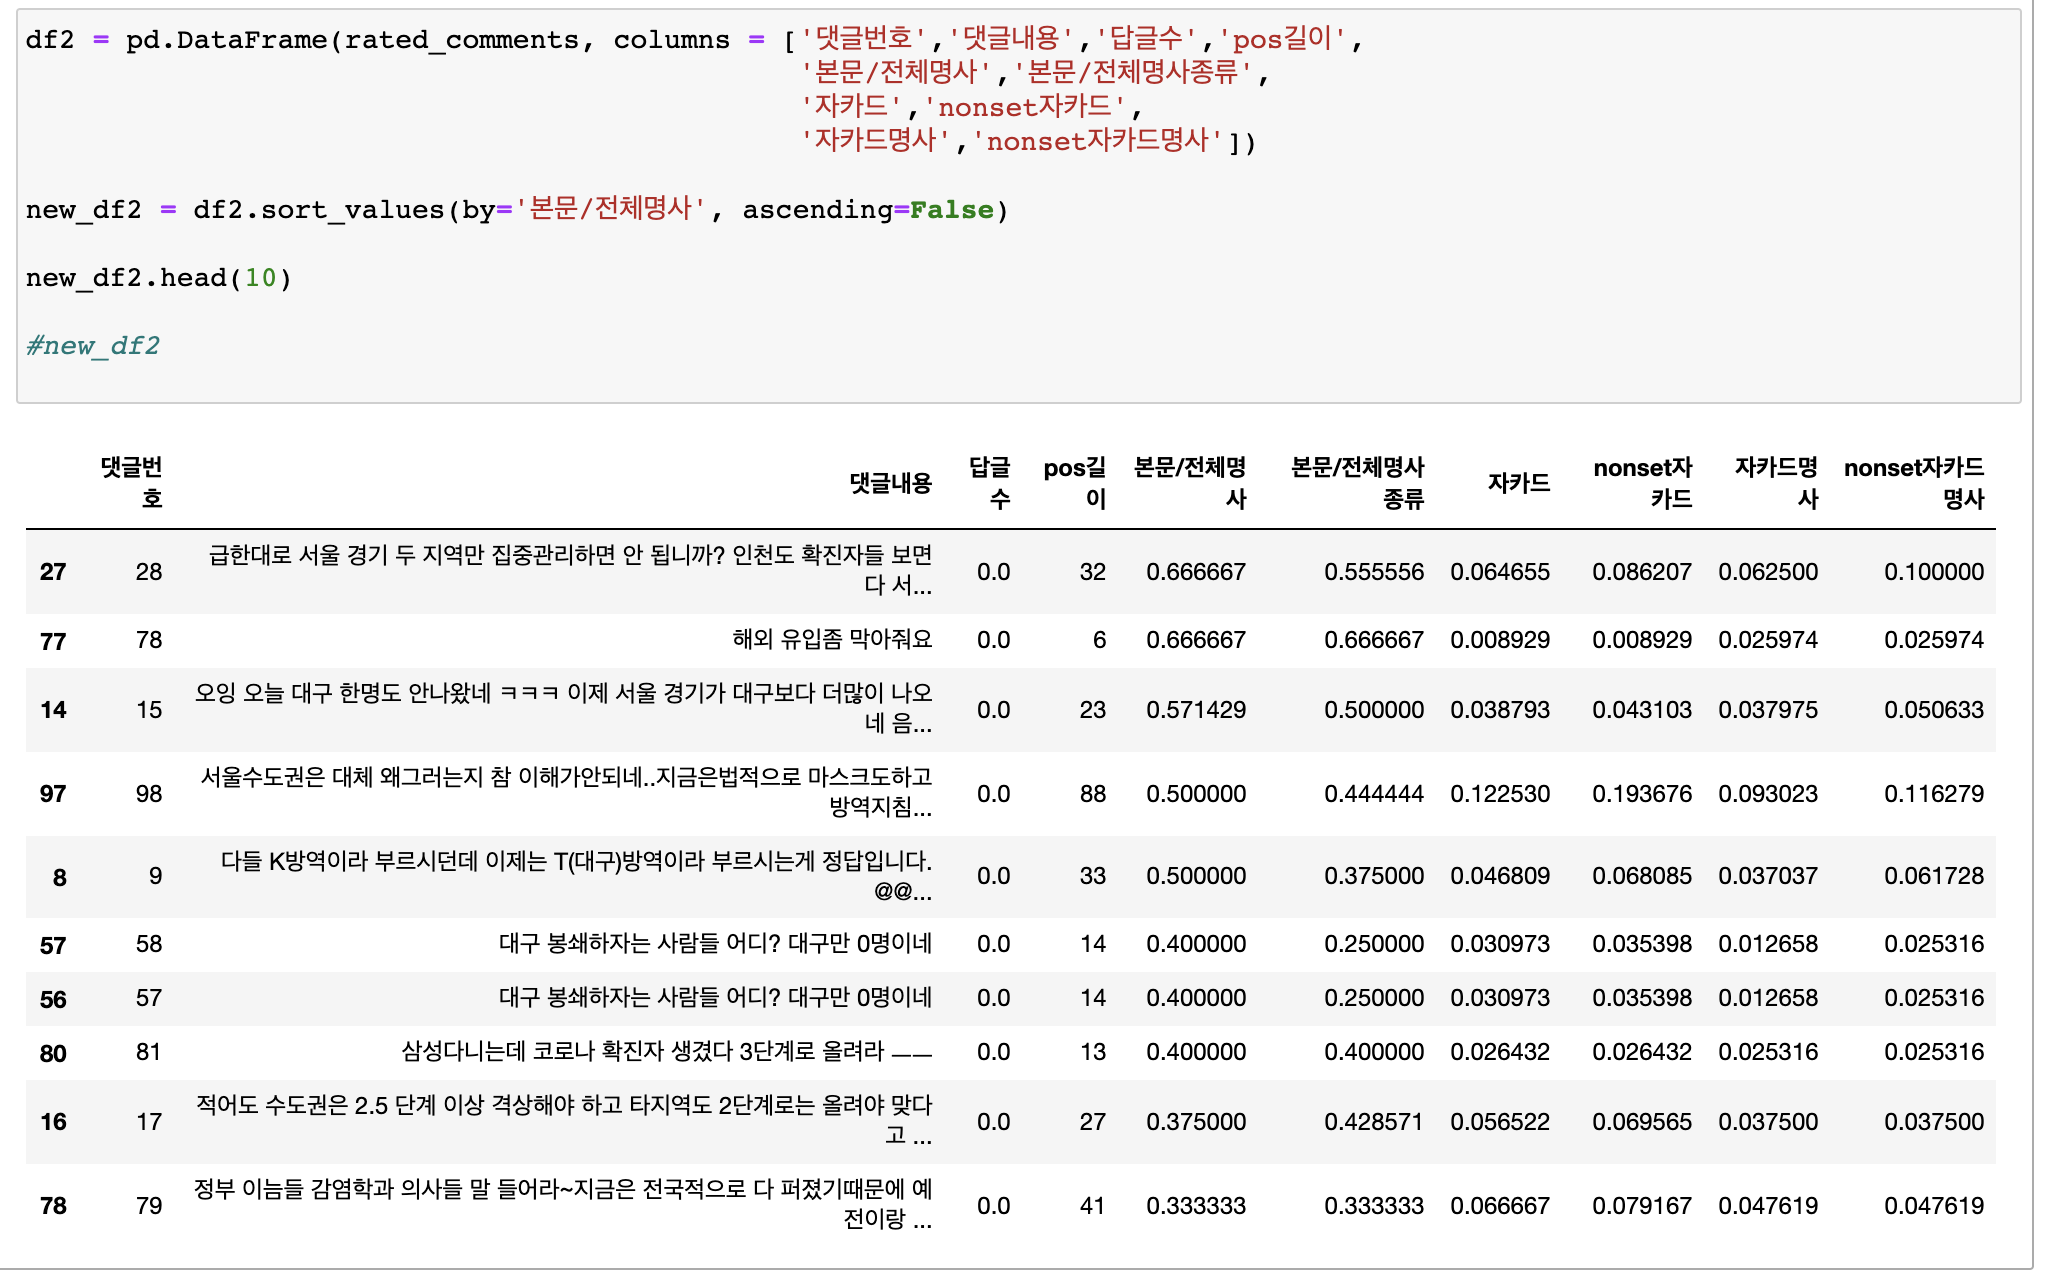 df2 = pd.DataFrame(rated_comments, columns = ['댓글번호','댓글내용','답글수','pos길이',
'본문/전체명사','본문/전체명사종류',
'자카드','nonset자카드',
'자카드명사','nonset자카드명사'])
new_df2 = df2.sort_values(by='본문/전체명사', ascending=False)
new_df2.head(10)
#new_df2
댓글번 댓글내용 답글 pos길 본문/전체명 본문/전체명사 자카드 nonset자 자카드명 nonset자카드
호 수 이 사 종류 카드 사 명사
27 28 급한대로 서울 경기 두 지역만 집중관리하면 안 됩니까? 인천도 확진자들 보면 0.0 32 0.666667 0.555556 0.064655 0.086207 0.062500 0.100000
다 서...
77 78 해외 유입좀 막아줘요 0.0 6 0.666667 0.666667 0.008929 0.008929 0.025974 0.025974
14 15 오잉 오늘 대구 한명도 안나왔네 ㅋㅋㅋ 이제 서울 경기가 대구보다 더많이 나오 0.0 23 0.571429 0.500000 0.038793 0.043103 0.037975 0.050633
네 음...
97 98 서울수도권은 대체 왜그러는지 참 이해가안되네..지금은법적으로 마스크도하고 0.0 88 0.500000 0.444444 0.122530 0.193676 0.093023 0.116279
방역지침...
8 9 다들 K방역이라 부르시던데 이제는 T(대구)방역이라 부르시는게 정답입니다. 0.0 33 0.500000 0.375000 0.046809 0.068085 0.037037 0.061728
@@...
57 58 대구 봉쇄하자는 사람들 어디? 대구만 0명이네 0.0 14 0.400000 0.250000 0.030973 0.035398 0.012658 0.025316
56 57 대구 봉쇄하자는 사람들 어디? 대구만 0명이네 0.0 14 0.400000 0.250000 0.030973 0.035398 0.012658 0.025316
80 81 삼성다니는데 코로나 확진자 생겼다 3단계로 올려라 ㅡㅡ 0.0 13 0.400000 0.400000 0.026432 0.026432 0.025316 0.025316
16 17 적어도 수도권은 2.5 단계 이상 격상해야 하고 타지역도 2단계로는 올려야 맞다 0.0 27 0.375000 0.428571 0.056522 0.069565 0.037500 0.037500
고 ...
78 79 정부 이늠들 감염학과 의사들 말 들어라~지금은 전국적으로 다 퍼졌기때문에 예 0.0 41 0.333333 0.333333 0.066667 0.079167 0.047619 0.047619
전이랑 ...